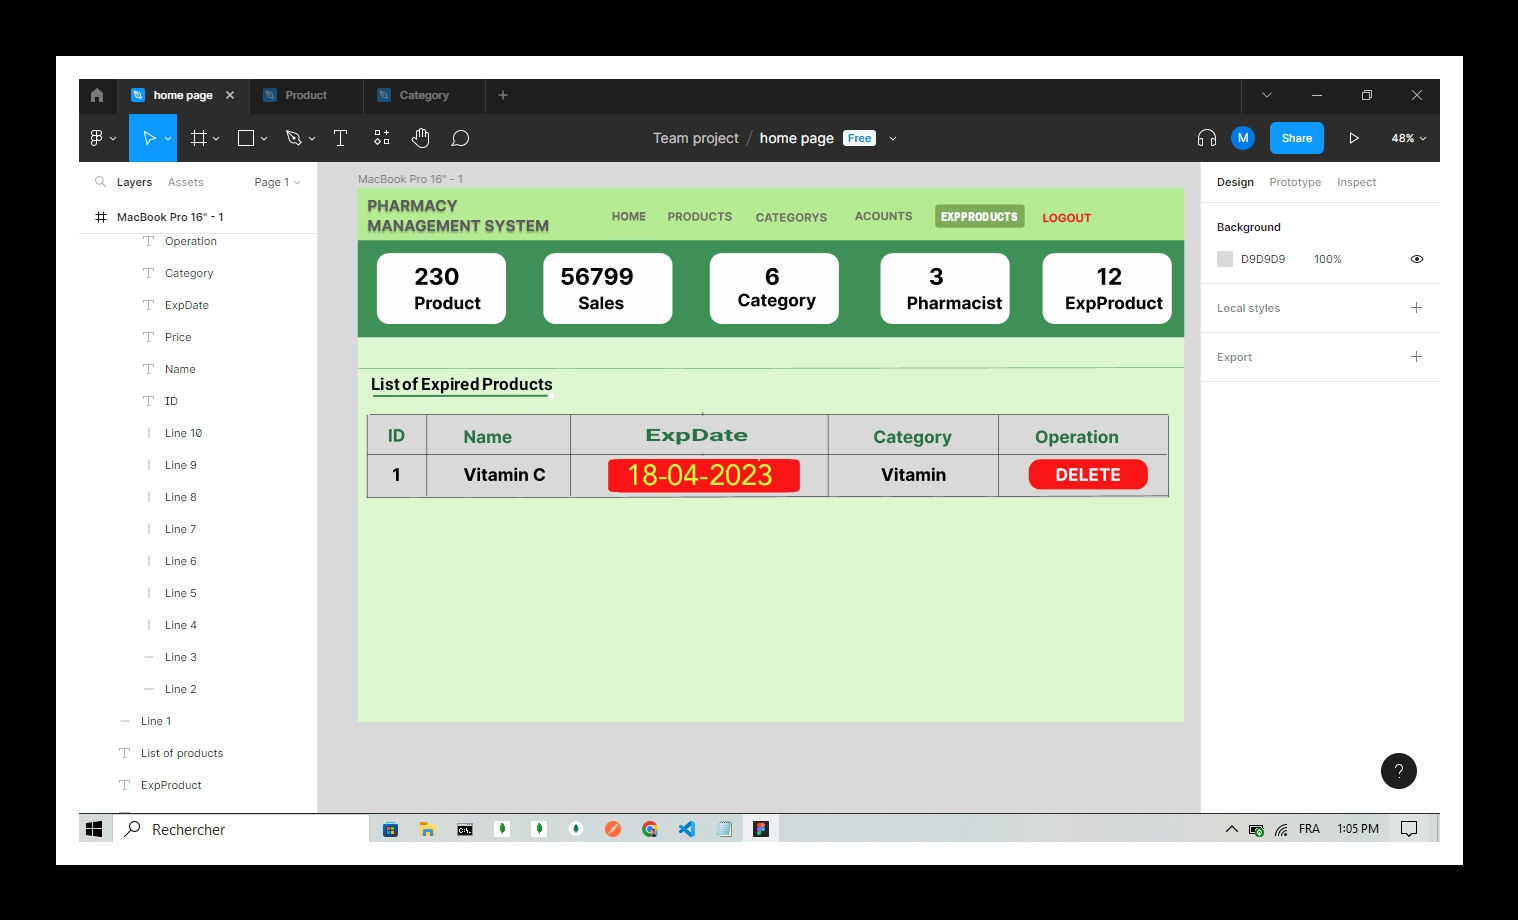 home page
Product
Category
Team project / home page Free
M
Share
48%
Layers
Assets
Page 1
MacBook Pro 16" - 1
Operation
Category
ExpDate
Price
Name
ID
Line 10
Line 9
Line 8
Line 7
Line 6
Line 5
Line 4
Line 3
Line 2
Line 1
List of products
ExpProduct
MacBook Pro 16" - 1
PHARMACY
MANAGEMENT SYSTEM
HOME
PRODUCTS
CATEGORYS
ACOUNTS
EXPPRODUCTS
LOGOUT
230
Product
56799
Sales
6
Category
3
Pharmacist
12
ExpProduct
List of Expired Products
ID Name ExpDate Category Operation
1 Vitamin C 18-04-2023 Vitamin DELETE
Design
Prototype
Inspect
Background
D9D9D9 100%
Local styles
Export
?
Rechercher
C:\.
FRA
1:05 PM